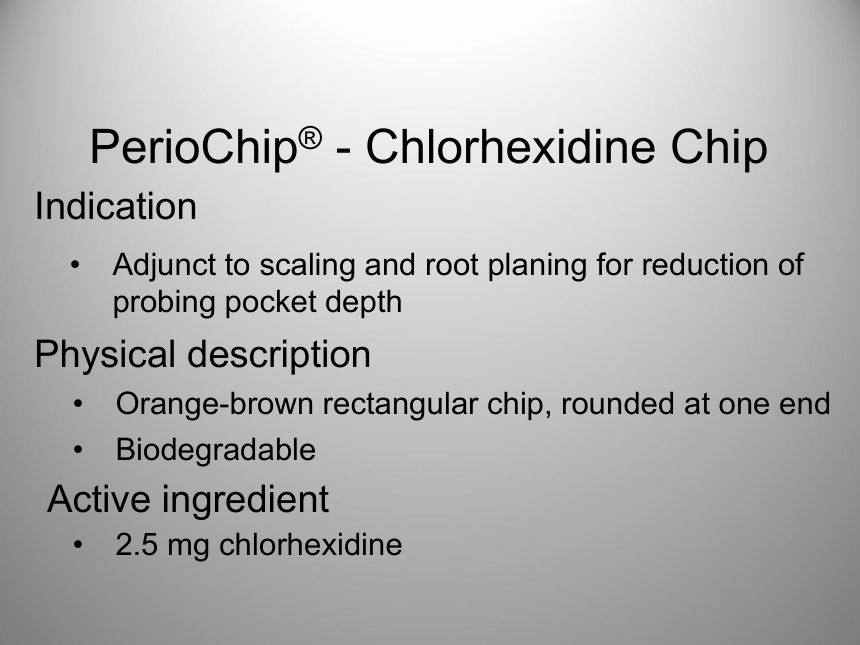 PerioChip® - Chlorhexidine Chip
Indication
• Adjunct to scaling and root planing for reduction of
probing pocket depth
Physical description
• Orange-brown rectangular chip, rounded at one end
• Biodegradable
Active ingredient
• 2.5 mg chlorhexidine